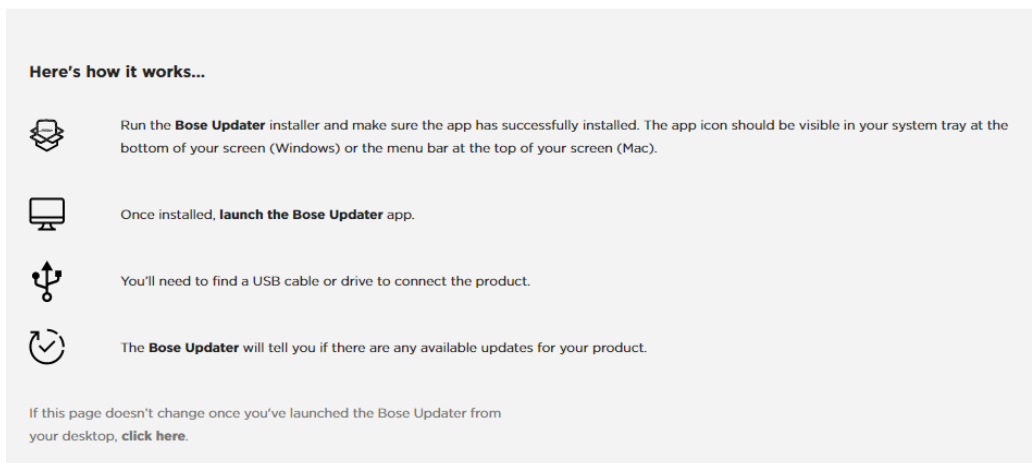 Here's how it works...
Run the Bose Updater installer and make sure the app has successfully installed. The app icon should be visible in your system tray at the
bottom of your screen (Windows) or the menu bar at the top of your screen (Mac).
Once installed, launch the Bose Updater app.
You'll need to find a USB cable or drive to connect the product.
The Bose Updater will tell you if there are any available updates for your product.
If this page doesn't change once you've launched the Bose Updater from
your desktop, click here.